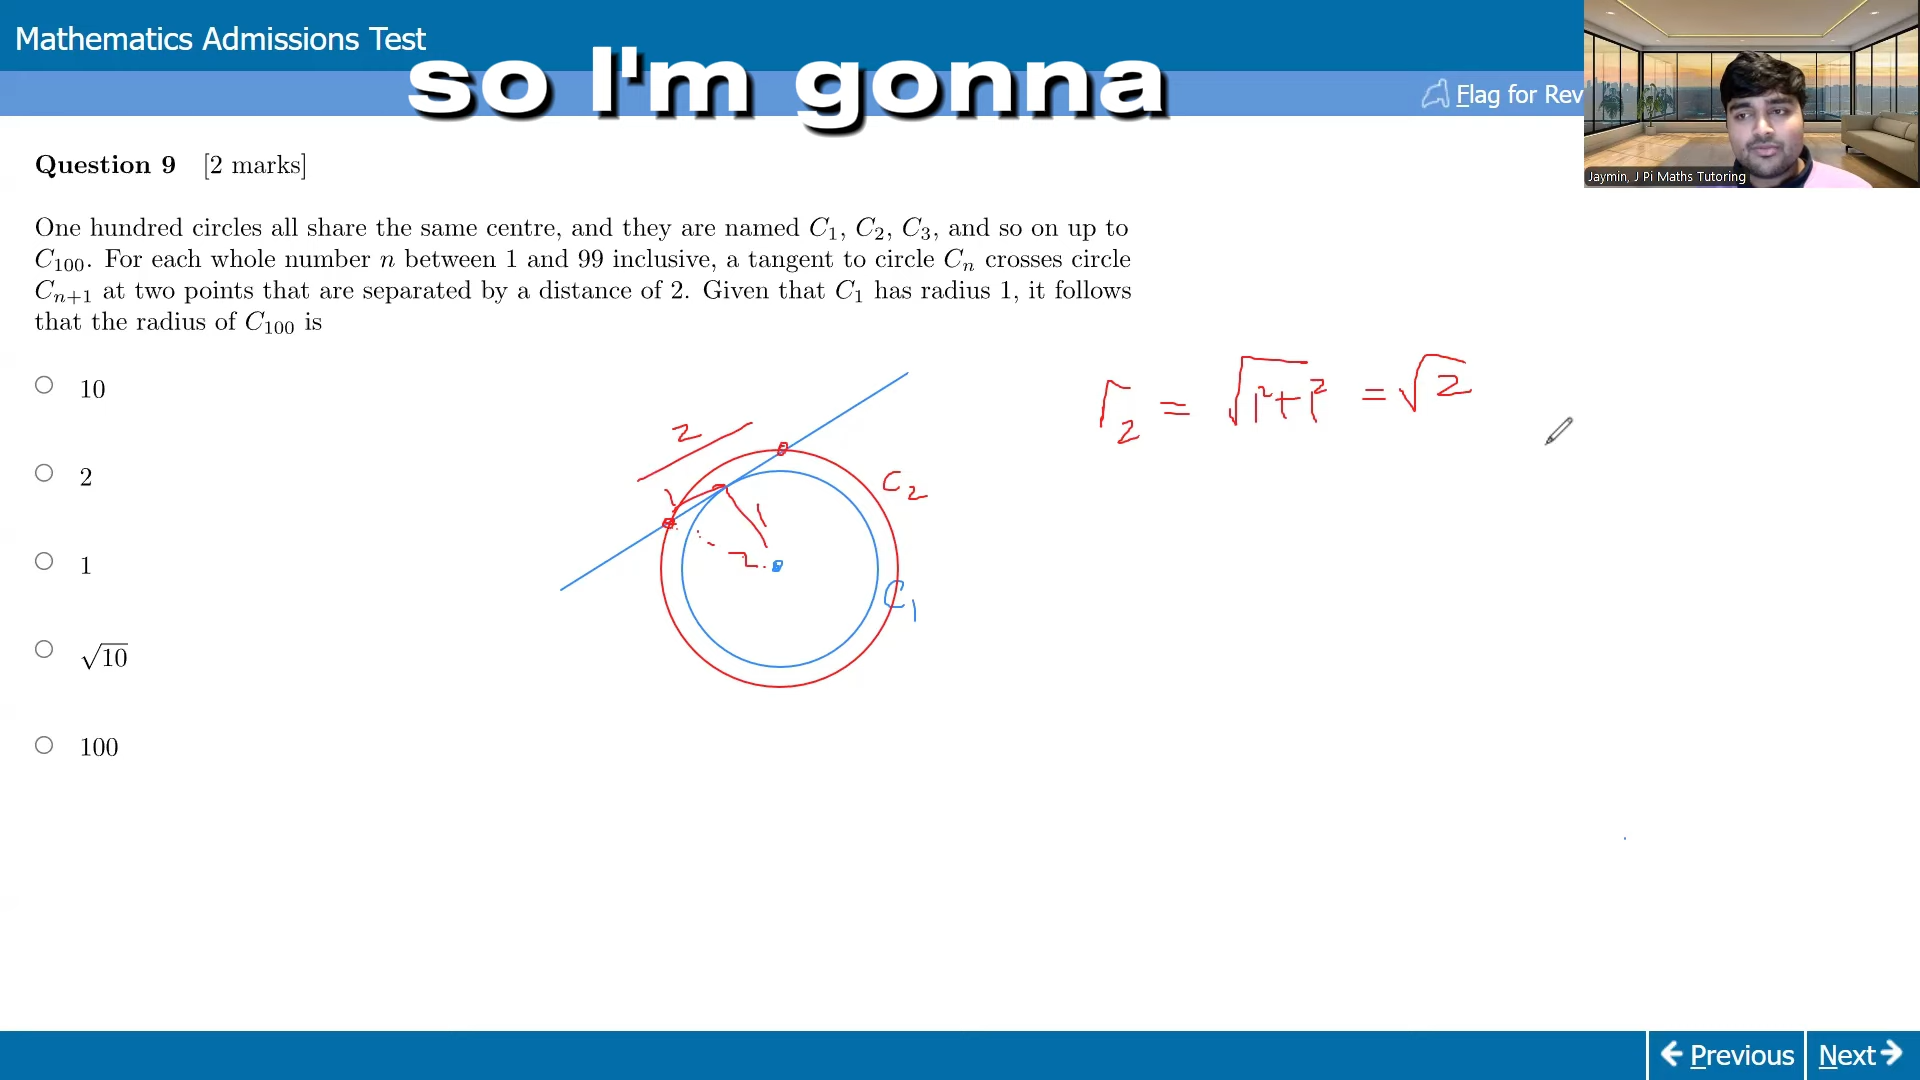 Mathematics Admissions Test
so I'm gonna
Flag for Rev
Jaymin, J Pi Maths Tutoring
Question 9 [2 marks]
One hundred circles all share the same centre, and they are named C₁, C₂, C₃, and so on up to
C₁₀₀. For each whole number n between 1 and 99 inclusive, a tangent to circle Cₙ crosses circle
Cₙ₊₁ at two points that are separated by a distance of 2. Given that C₁ has radius 1, it follows
that the radius of C₁₀₀ is
10
2
1
√10
100
2
1
C₂
C₁
r₂ = √1²+1² = √2
Previous
Next